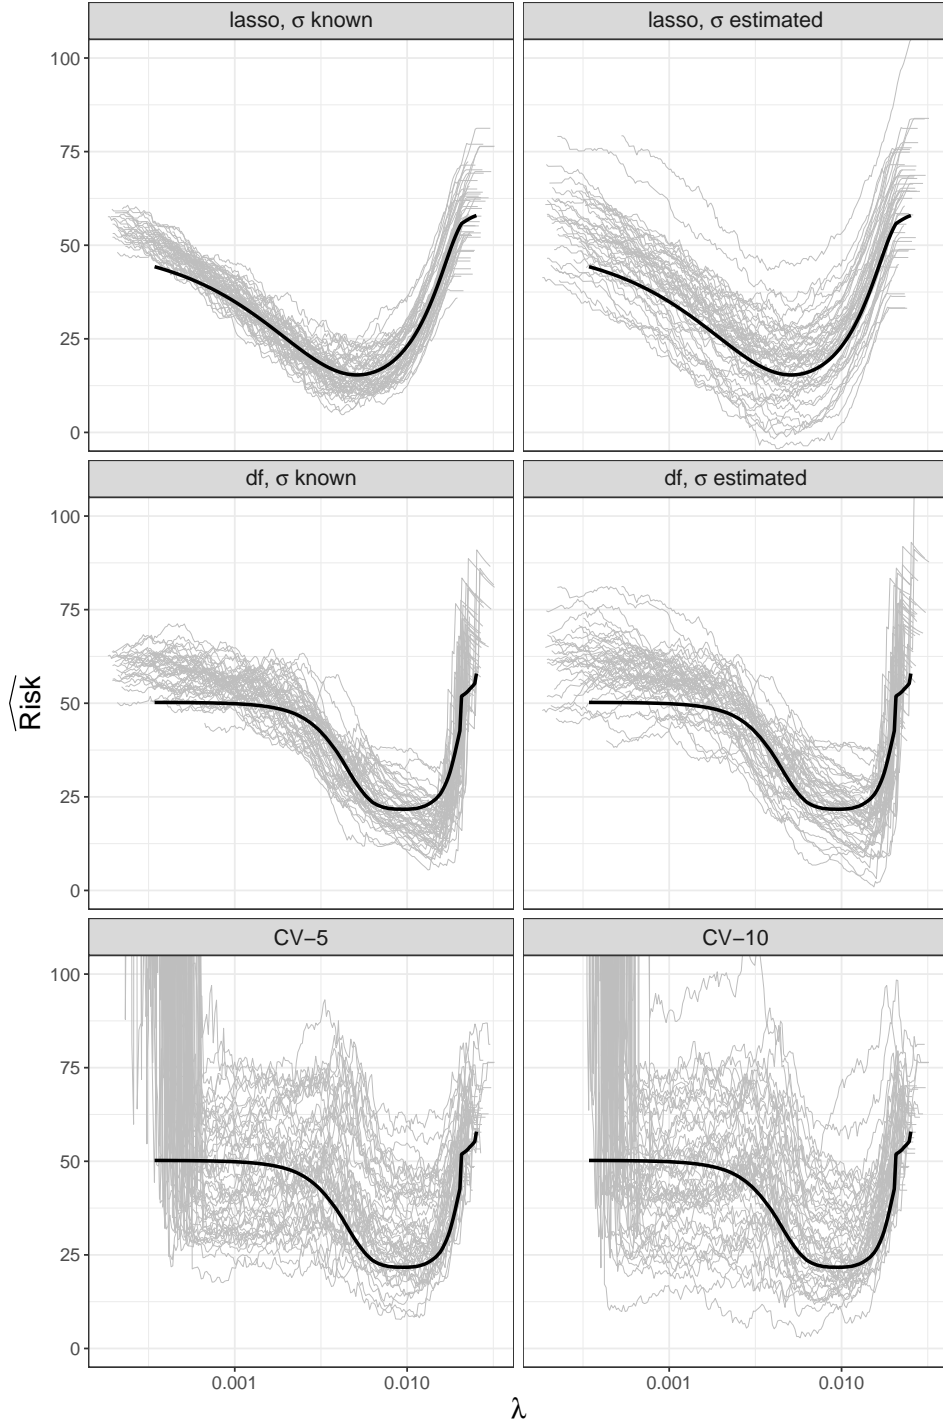 lasso, σ known
lasso, σ estimated
100
75
50
25
0
df, σ known
df, σ estimated
100
75
50
25
0
Risk
CV−5
CV−10
100
75
50
25
0
0.001
0.010
0.001
0.010
λ